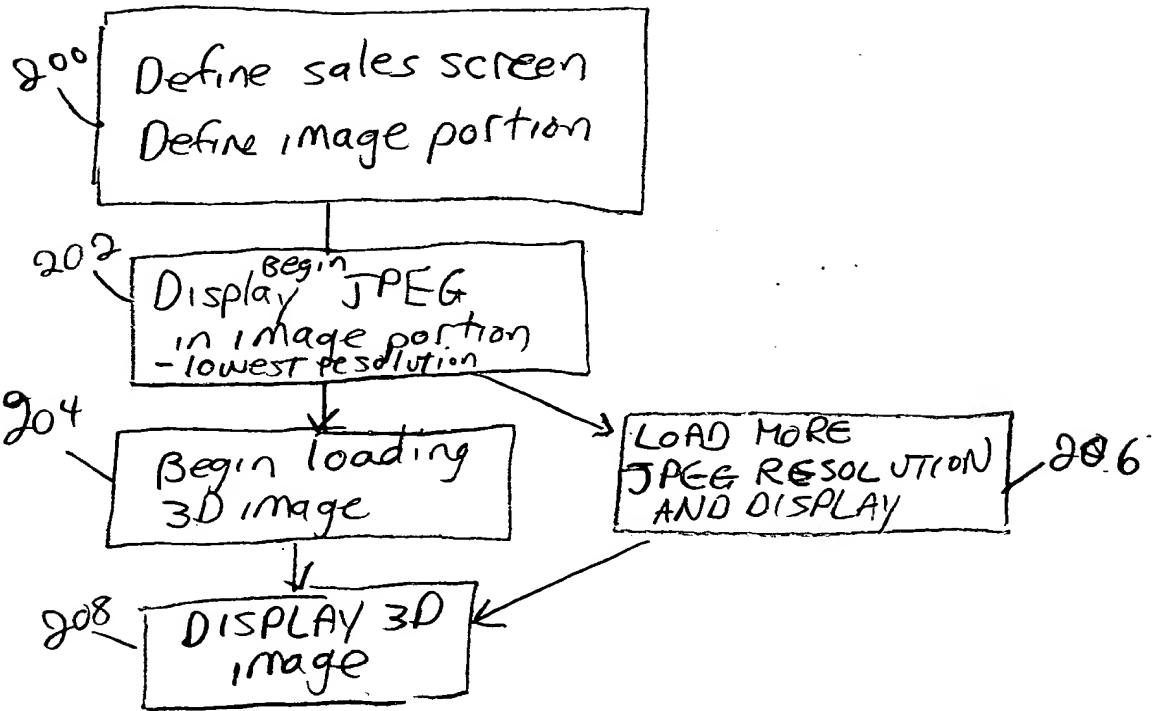 200
Define sales screen
Define image portion
202
Begin
Display JPEG
in image portion
- lowest resolution
204
Begin loading
3D image
LOAD MORE
JPEG RESOLUTION
AND DISPLAY
206
208
DISPLAY 3D
image